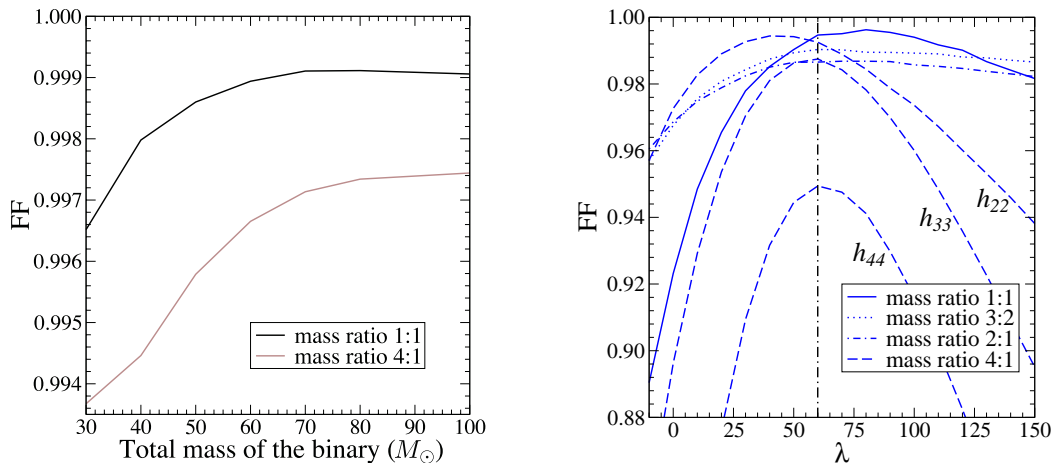 1.000
0.999
0.998
0.997
0.996
0.995
0.994
FF
mass ratio 1:1
mass ratio 4:1
30 40 50 60 70 80 90 100
Total mass of the binary (M⊙)
1.00
0.98
0.96
0.94
0.92
0.90
0.88
FF
h22
h33
h44
mass ratio 1:1
mass ratio 3:2
mass ratio 2:1
mass ratio 4:1
0 25 50 75 100 125 150
λ